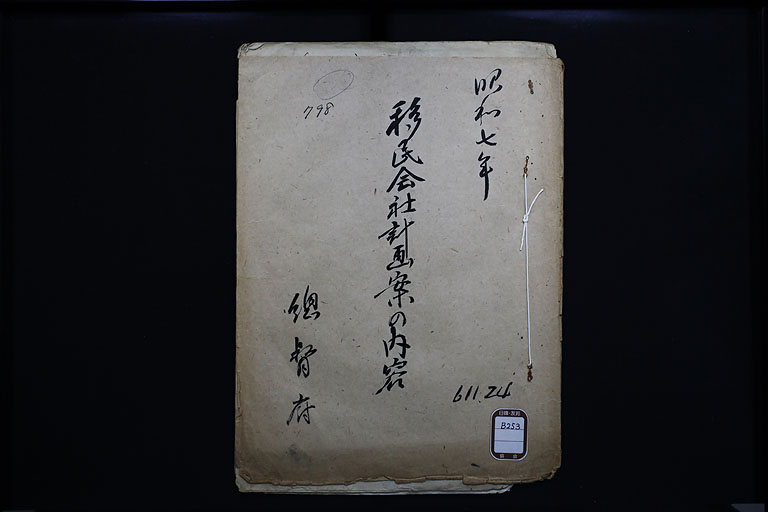 昭和七年
移民会社計画案の内容
總督府
798
611.24
B253